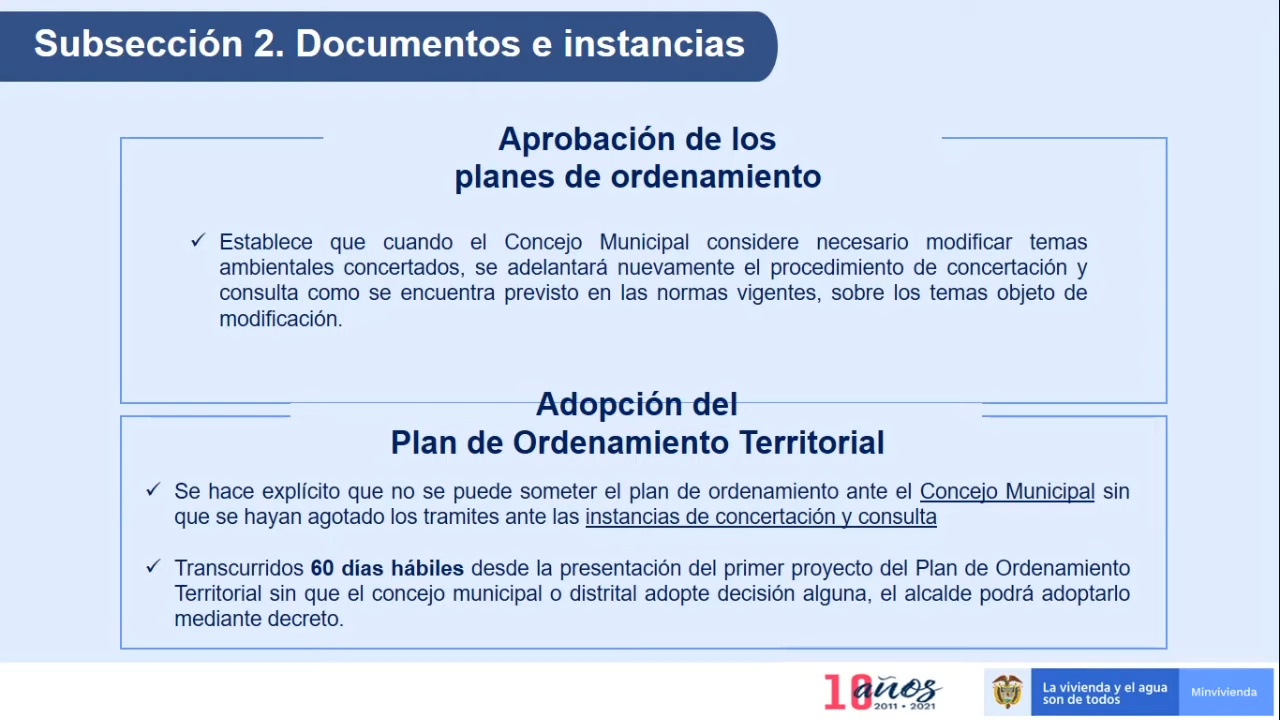 Subsección 2. Documentos e instancias
Aprobación de los
planes de ordenamiento
✓ Establece que cuando el Concejo Municipal considere necesario modificar temas
ambientales concertados, se adelantará nuevamente el procedimiento de concertación y
consulta como se encuentra previsto en las normas vigentes, sobre los temas objeto de
modificación.
Adopción del
Plan de Ordenamiento Territorial
✓ Se hace explícito que no se puede someter el plan de ordenamiento ante el Concejo Municipal sin
que se hayan agotado los tramites ante las instancias de concertación y consulta
✓ Transcurridos 60 días hábiles desde la presentación del primer proyecto del Plan de Ordenamiento
Territorial sin que el concejo municipal o distrital adopte decisión alguna, el alcalde podrá adoptarlo
mediante decreto.
10 años
2011 • 2021
La vivienda y el agua
son de todos
Minvivienda